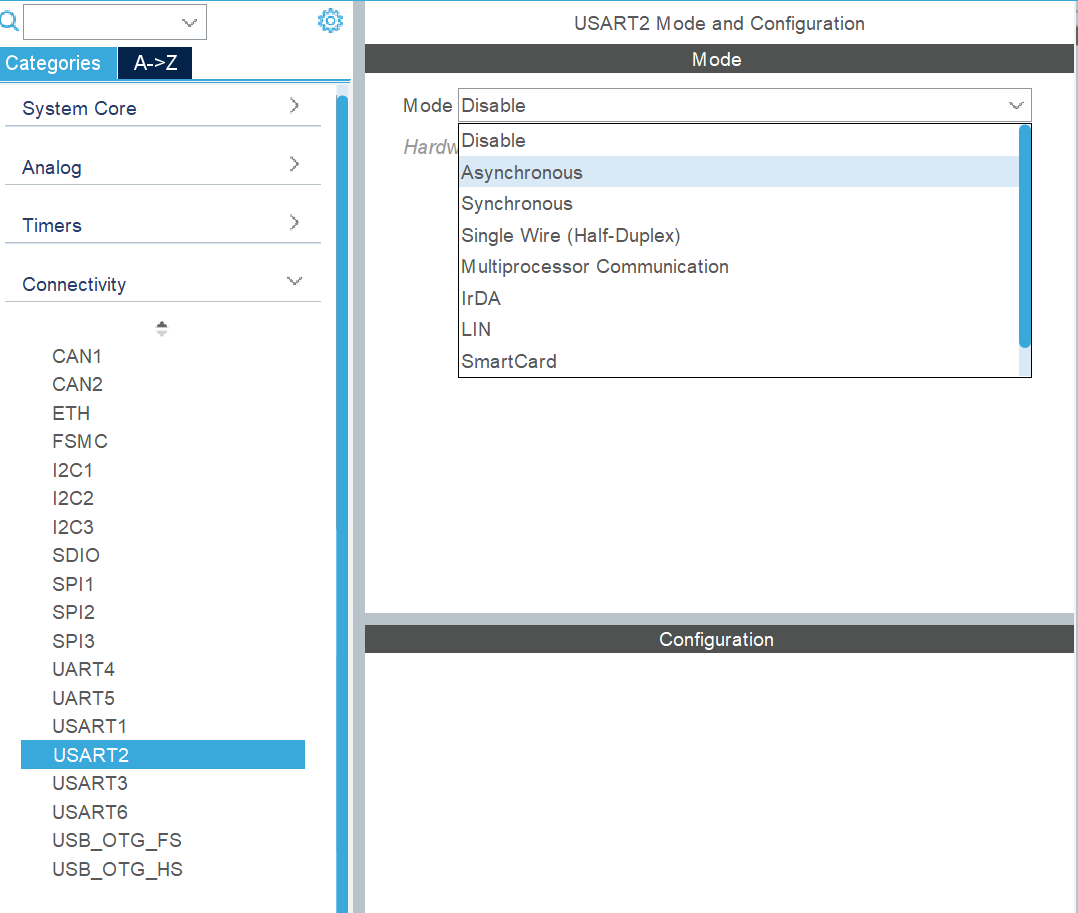 USART2 Mode and Configuration
Categories
A->Z
Mode
System Core
Analog
Timers
Connectivity
CAN1
CAN2
ETH
FSMC
I2C1
I2C2
I2C3
SDIO
SPI1
SPI2
SPI3
UART4
UART5
USART1
USART2
USART3
USART6
USB_OTG_FS
USB_OTG_HS
Mode Disable
Hardw
Disable
Asynchronous
Synchronous
Single Wire (Half-Duplex)
Multiprocessor Communication
IrDA
LIN
SmartCard
Configuration